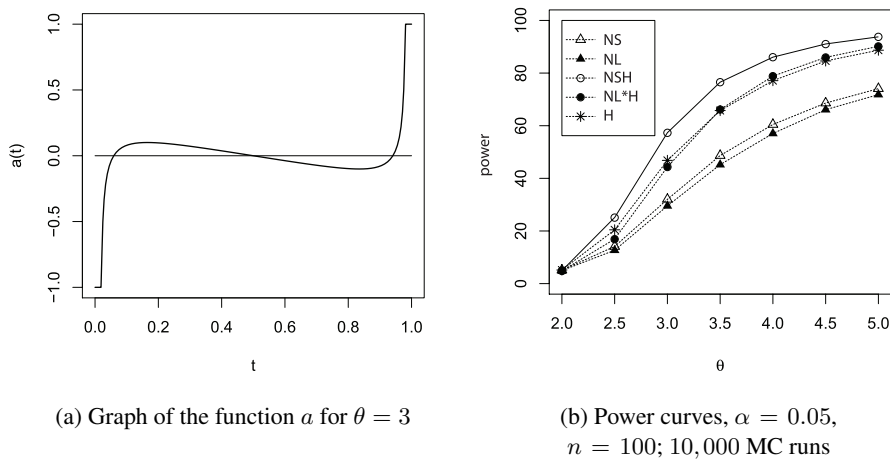 a(t)
1.0
0.5
0.0
−0.5
−1.0
0.0 0.2 0.4 0.6 0.8 1.0
t
(a) Graph of the function a for θ = 3
power
100
80
60
40
20
0
NS
NL
NSH
NL*H
H
2.0 2.5 3.0 3.5 4.0 4.5 5.0
θ
(b) Power curves, α = 0.05,
n = 100; 10,000 MC runs